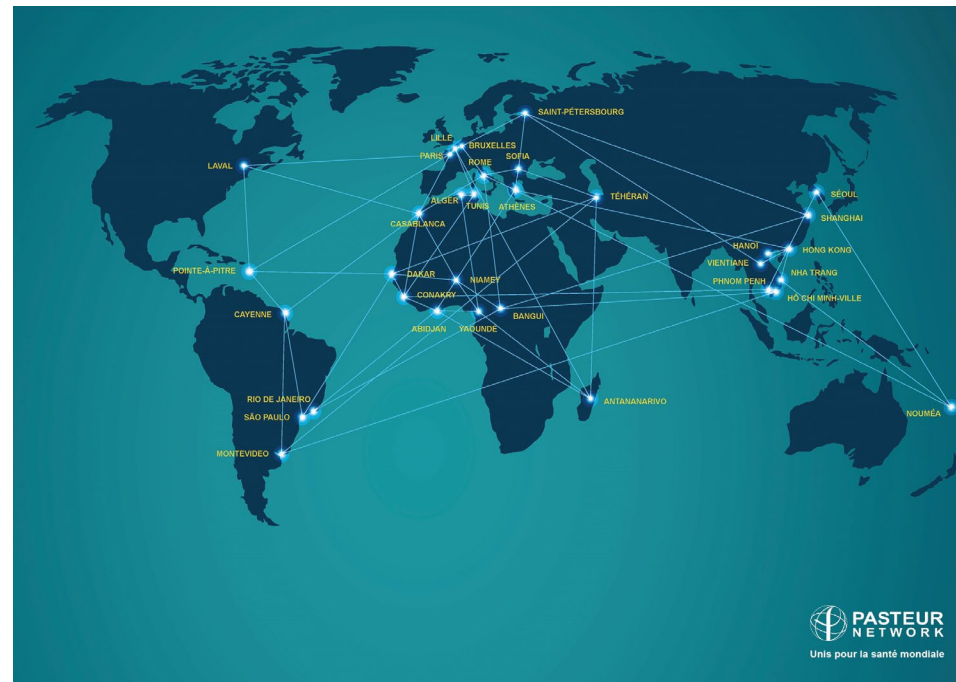 SAINT-PÉTERSBOURG
LILLE
BRUXELLES
PARIS
SOFIA
ROME
LAVAL
ALGER
TUNIS
ATHÈNES
TÉHÉRAN
SÉOUL
CASABLANCA
SHANGHAI
HANOÏ
HONG KONG
VIENTIANE
POINTE-À-PITRE
DAKAR
NIAMEY
NHA TRANG
PHNOM PENH
CONAKRY
HÔ CHI MINH-VILLE
CAYENNE
BANGUI
ABIDJAN
YAOUNDÉ
RIO DE JANEIRO
ANTANANARIVO
SÃO PAULO
NOUMÉA
MONTEVIDEO
PASTEUR
NETWORK
Unis pour la santé mondiale